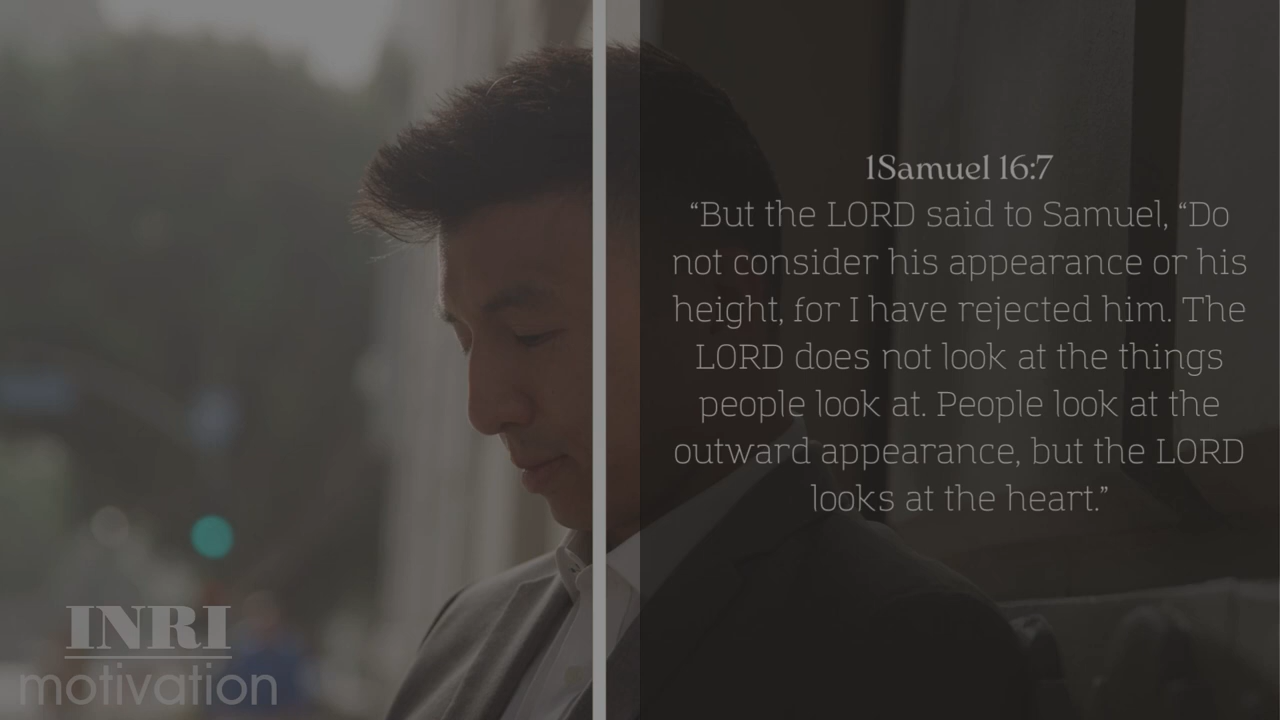 1Samuel 16:7
“But the LORD said to Samuel, “Do
not consider his appearance or his
height, for I have rejected him. The
LORD does not look at the things
people look at. People look at the
outward appearance, but the LORD
looks at the heart.”
INRI
motivation